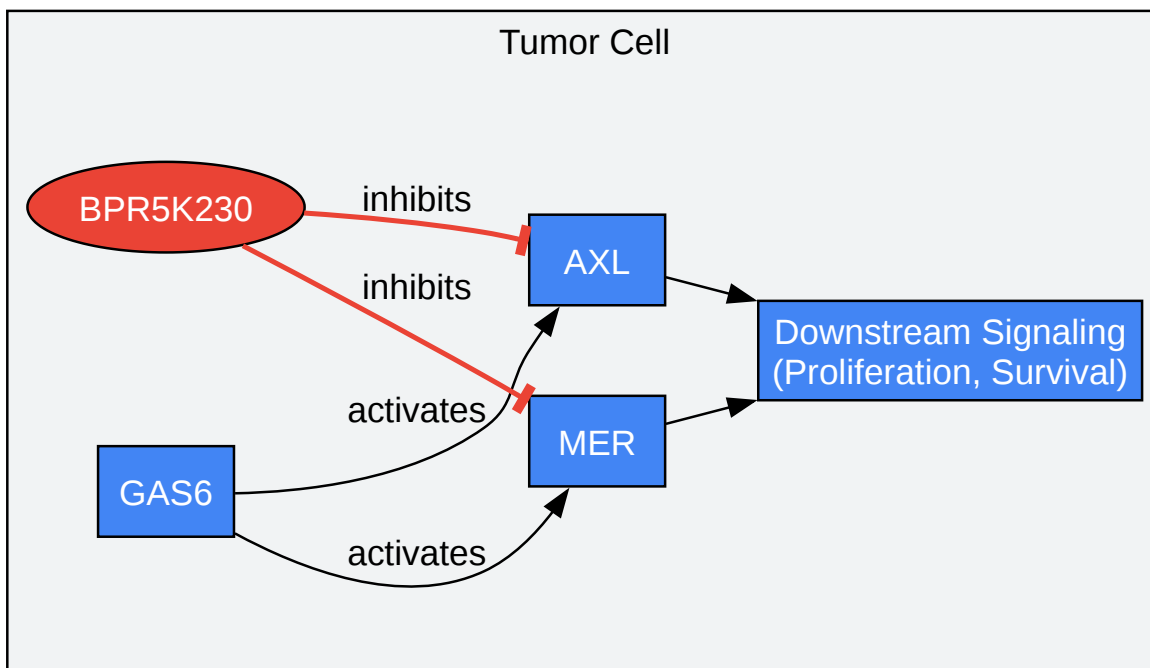 Tumor Cell
BPR5K230
inhibits
inhibits
AXL
Downstream Signaling
(Proliferation, Survival)
activates
MER
GAS6
activates